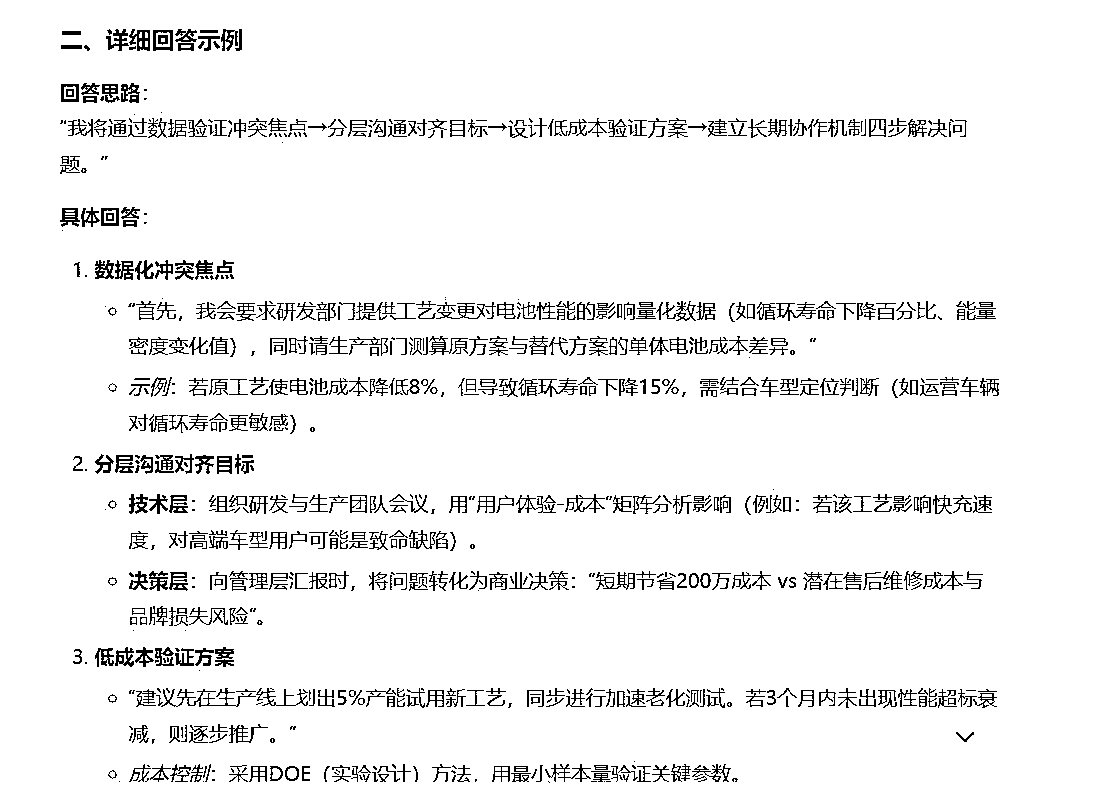 二、详细回答示例
回答思路：
“我将通过数据验证冲突焦点→分层沟通对齐目标→设计低成本验证方案→建立长期协作机制四步解决问
题。”
具体回答：
1. 数据化冲突焦点
“首先，我会要求研发部门提供工艺变更对电池性能的影响量化数据（如循环寿命下降百分比、能量
密度变化值），同时请生产部门测算原方案与替代方案的单体电池成本差异。”
示例：若原工艺使电池成本降低8%，但导致循环寿命下降15%，需结合车型定位判断（如运营车辆
对循环寿命更敏感）。
2. 分层沟通对齐目标
技术层：组织研发与生产团队会议，用“用户体验-成本”矩阵分析影响（例如：若该工艺影响快充速
度，对高端车型用户可能是致命缺陷）。
决策层：向管理层汇报时，将问题转化为商业决策：“短期节省200万成本 vs 潜在售后维修成本与
品牌损失风险”。
3. 低成本验证方案
“建议先在生产线上划出5%产能试用新工艺，同步进行加速老化测试。若3个月内未出现性能超标衰
减，则逐步推广。”
成本控制：采用DOE（实验设计）方法，用最小样本量验证关键参数。